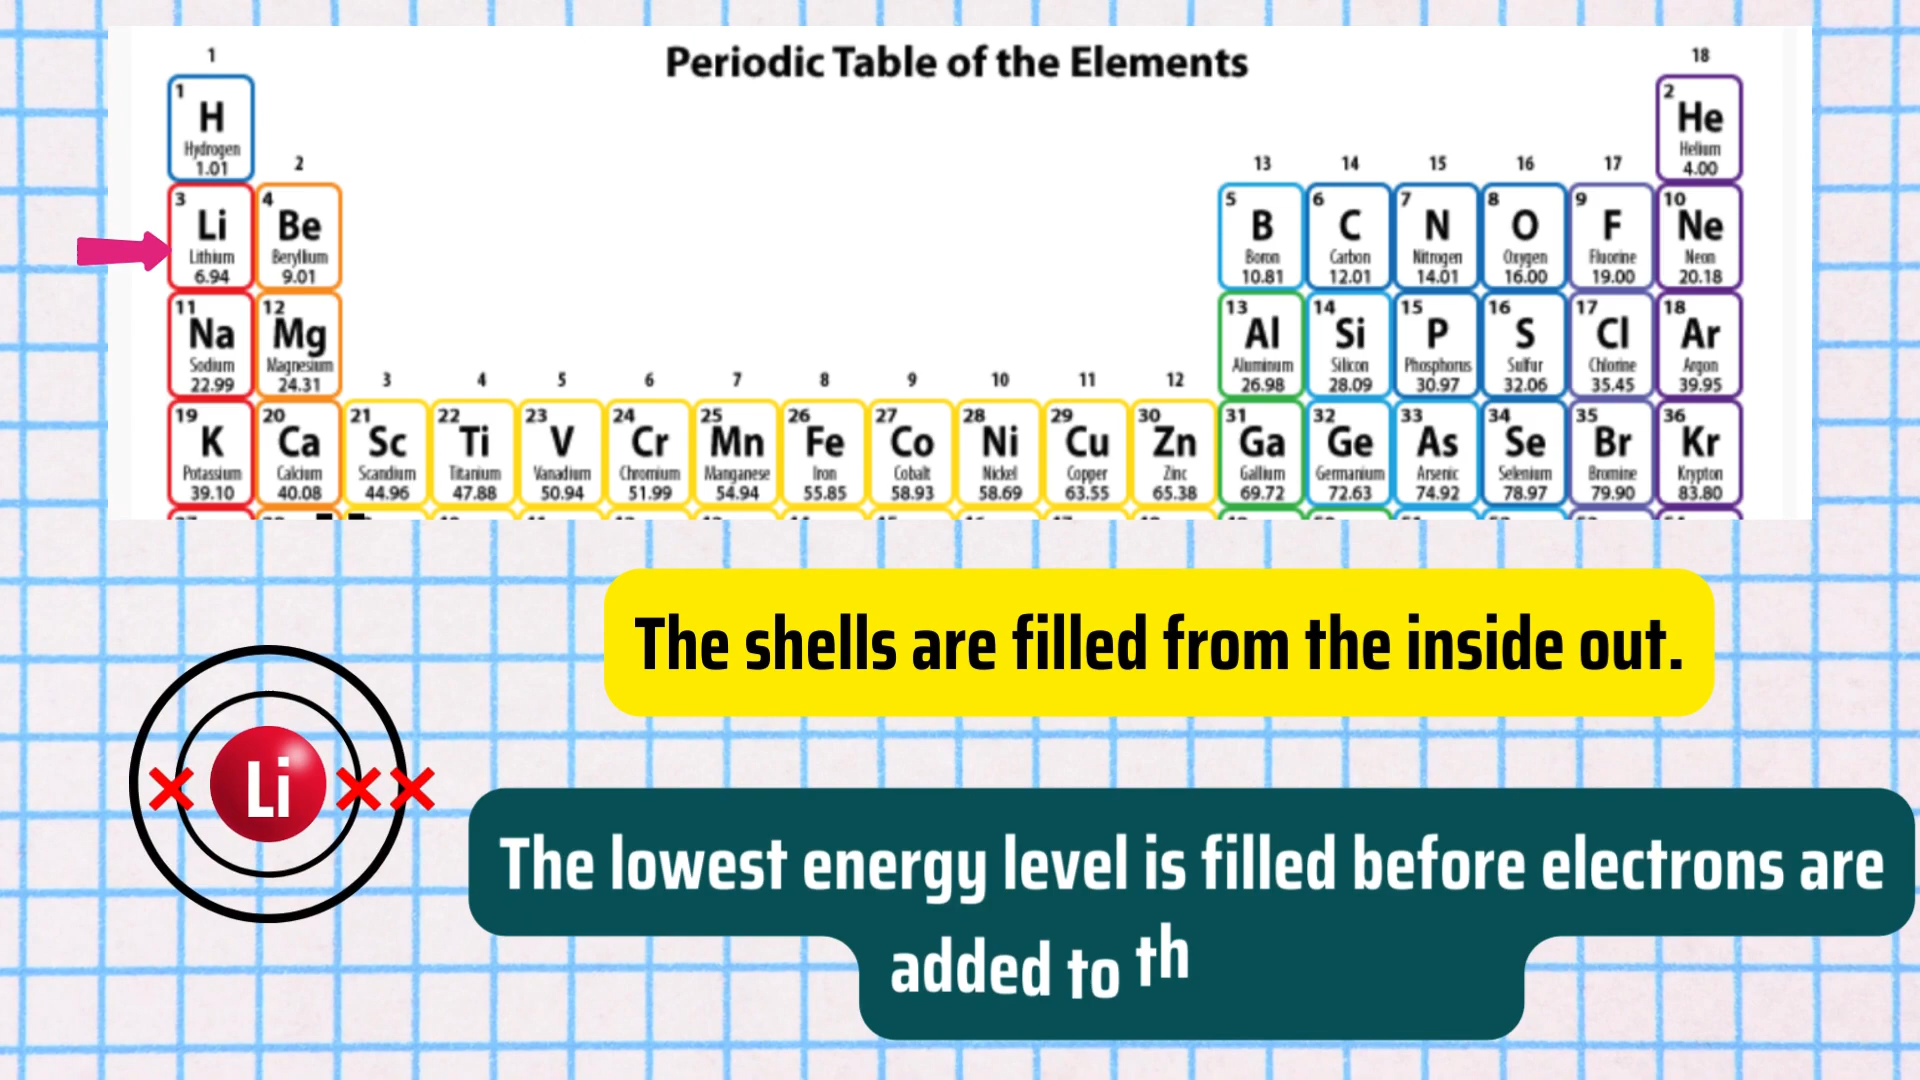 Periodic Table of the Elements
1
18
1
H
Hydrogen
1.01
2
He
Helium
4.00
2
13
14
15
16
17
3
Li
Lithium
6.94
4
Be
Beryllium
9.01
5
B
Boron
10.81
6
C
Carbon
12.01
7
N
Nitrogen
14.01
8
O
Oxygen
16.00
9
F
Fluorine
19.00
10
Ne
Neon
20.18
11
Na
Sodium
22.99
12
Mg
Magnesium
24.31
13
Al
Aluminum
26.98
14
Si
Silicon
28.09
15
P
Phosphorus
30.97
16
S
Sulfur
32.06
17
Cl
Chlorine
35.45
18
Ar
Argon
39.95
3
4
5
6
7
8
9
10
11
12
19
K
Potassium
39.10
20
Ca
Calcium
40.08
21
Sc
Scandium
44.96
22
Ti
Titanium
47.88
23
V
Vanadium
50.94
24
Cr
Chromium
51.99
25
Mn
Manganese
54.94
26
Fe
Iron
55.85
27
Co
Cobalt
58.93
28
Ni
Nickel
58.69
29
Cu
Copper
63.55
30
Zn
Zinc
65.38
31
Ga
Gallium
69.72
32
Ge
Germanium
72.63
33
As
Arsenic
74.92
34
Se
Selenium
78.97
35
Br
Bromine
79.90
36
Kr
Krypton
83.80
The shells are filled from the inside out.
Li
The lowest energy level is filled before electrons are
added to th